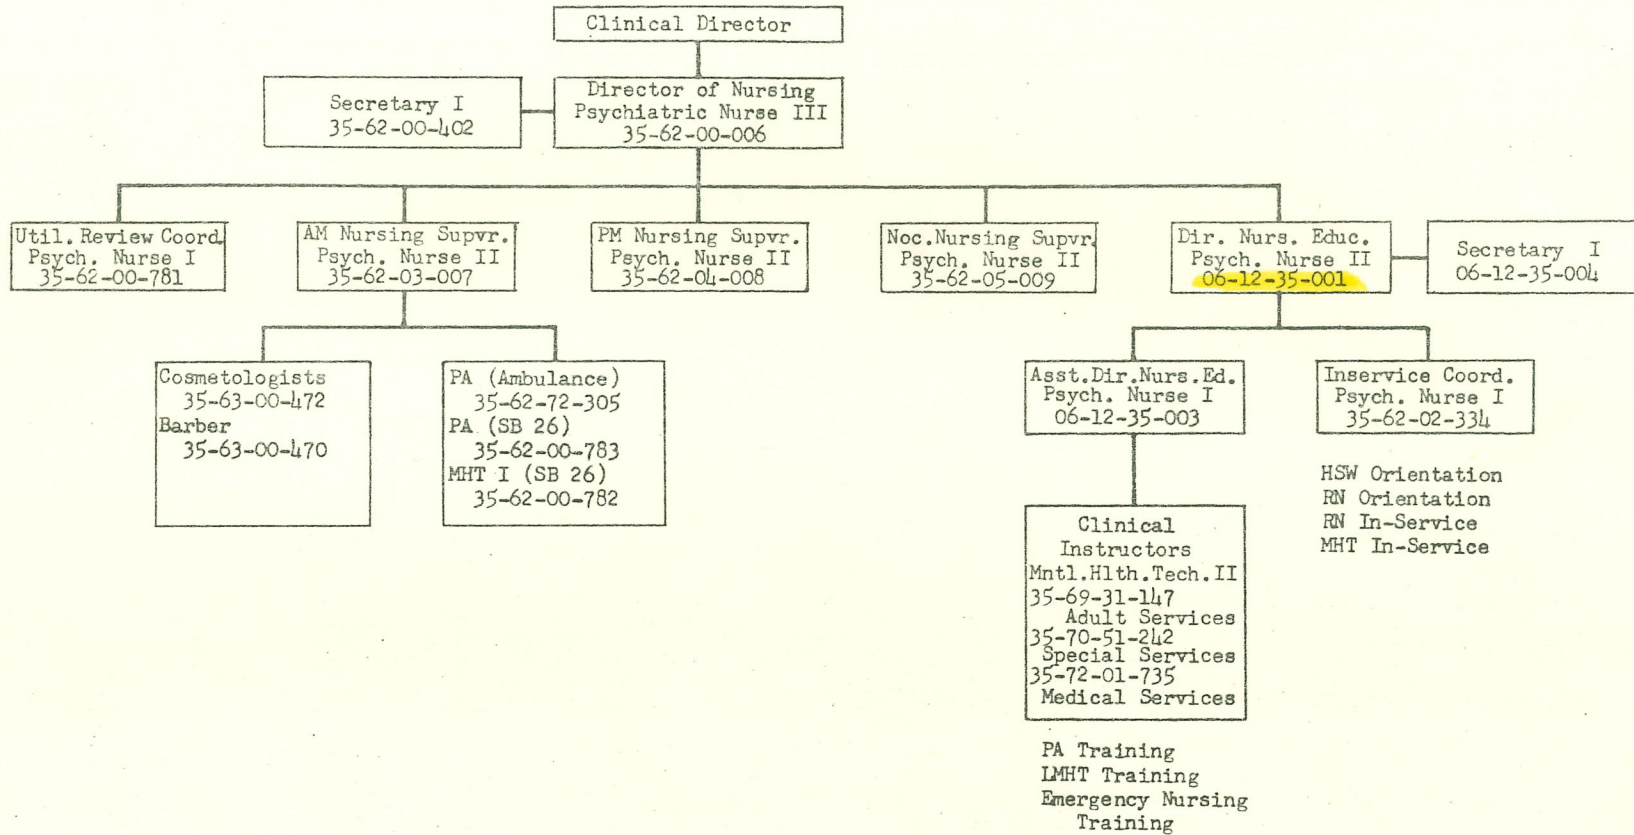 Clinical Director
Secretary I
35-62-00-402
Director of Nursing
Psychiatric Nurse III
35-62-00-006
Util. Review Coord.
Psych. Nurse I
35-62-00-781
AM Nursing Supvr.
Psych. Nurse II
35-62-03-007
PM Nursing Supvr.
Psych. Nurse II
35-62-04-008
Noc.Nursing Supvr.
Psych. Nurse II
35-62-05-009
Dir. Nurs. Educ.
Psych. Nurse II
06-12-35-001
Secretary I
06-12-35-004
Cosmetologists
35-63-00-472
Barber
35-63-00-470
PA (Ambulance)
35-62-72-305
PA (SB 26)
35-62-00-783
MHT I (SB 26)
35-62-00-782
Asst.Dir.Nurs.Ed.
Psych. Nurse I
06-12-35-003
Inservice Coord.
Psych. Nurse I
35-62-02-334
HSW Orientation
RN Orientation
RN In-Service
MHT In-Service
Clinical
Instructors
Mntl.Hlth.Tech.II
35-69-31-147
Adult Services
35-70-51-242
Special Services
35-72-01-735
Medical Services
PA Training
LMHT Training
Emergency Nursing
Training